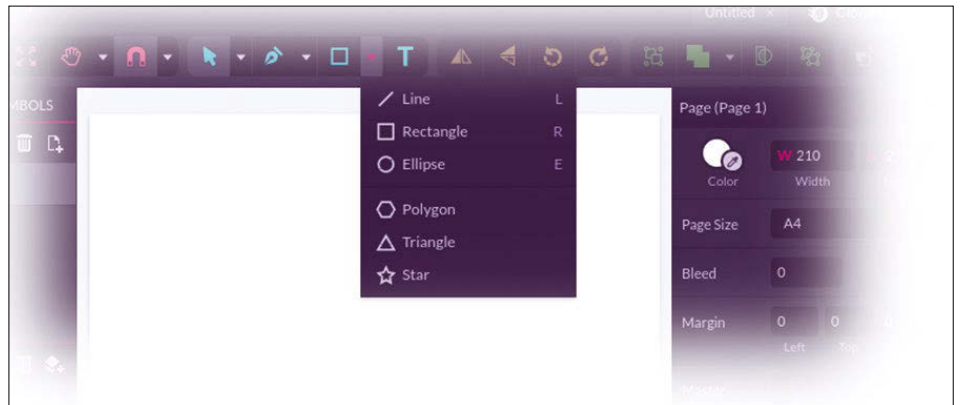 Untitled ×
T
MBOLS
Line L
Rectangle R
Ellipse E
Polygon
Triangle
Star
Page (Page 1)
W 210
Color Width
Page Size A4
Bleed 0
Margin 0 0
Left Top
Master